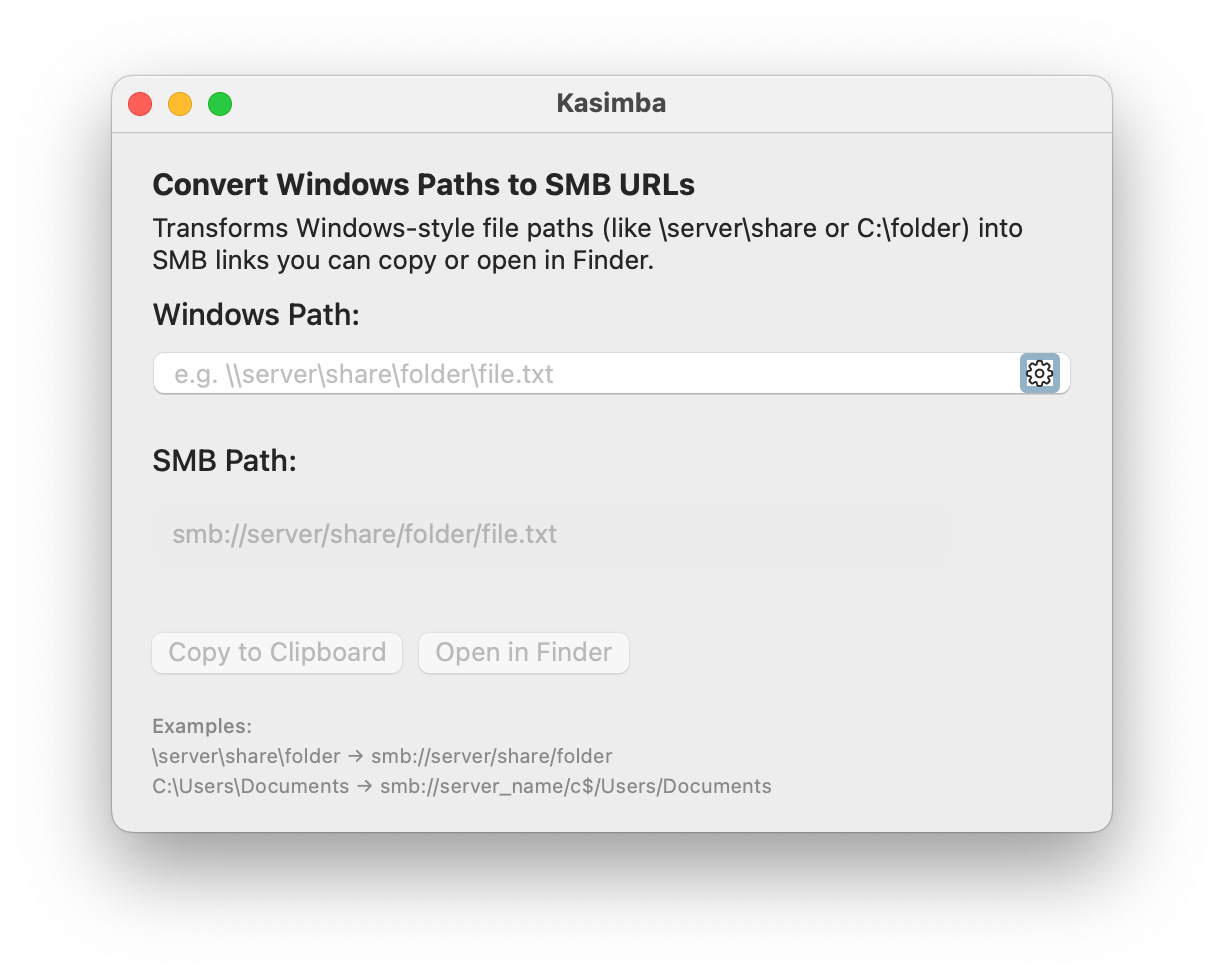 Kasimba
Convert Windows Paths to SMB URLs
Transforms Windows-style file paths (like \server\share or C:\folder) into
SMB links you can copy or open in Finder.
Windows Path:
e.g. \\server\share\folder\file.txt
SMB Path:
smb://server/share/folder/file.txt
Copy to Clipboard Open in Finder
Examples:
\server\share\folder → smb://server/share/folder
C:\Users\Documents → smb://server_name/c$/Users/Documents